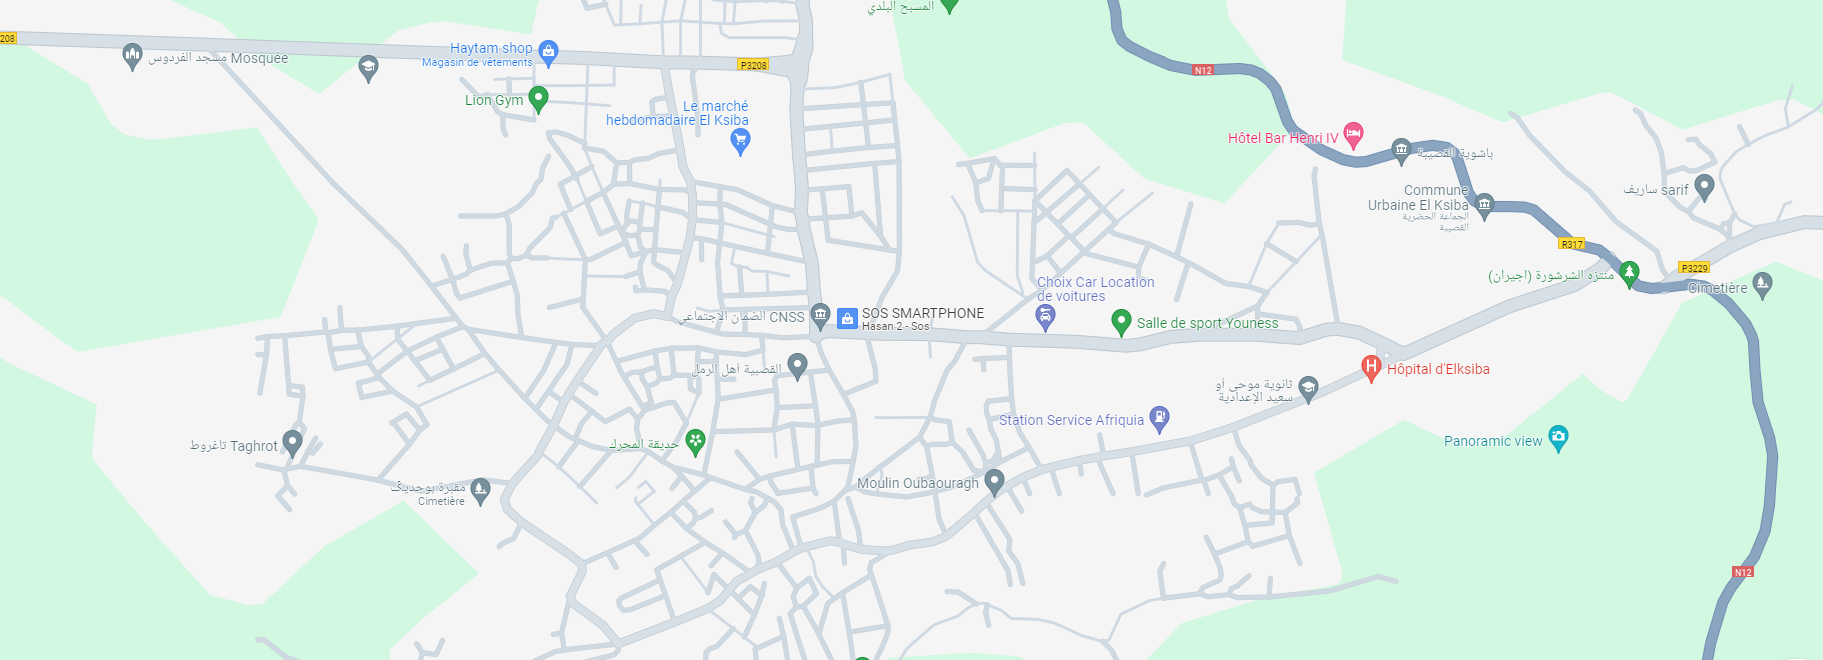 المسبح البلدي
208
Haytam shop
Magasin de vêtements
مسجد الفردوس Mosquée
P3208
N12
Lion Gym
Le marché
hebdomadaire El Ksiba
Hôtel Bar Henri IV
باشوية القصيبة
Commune
Urbaine El Ksiba
الجماعة الحضرية
القصيبة
ساريف sarif
R317
P3229
منتزه الشرشورة (اجيران)
Cimetière
Choix Car Location
de voitures
الضمان الاجتماعي CNSS
SOS SMARTPHONE
Hasan 2 - Sos
Salle de sport Youness
القصبية أهل الرمل
Hôpital d'Elksiba
ثانوية موحى أو
سعيد الإعدادية
Station Service Afriquia
Panoramic view
تاغروط Taghrot
حديقة المحرك
مقبرة بوجديڭ
Cimetière
Moulin Oubaouragh
N12